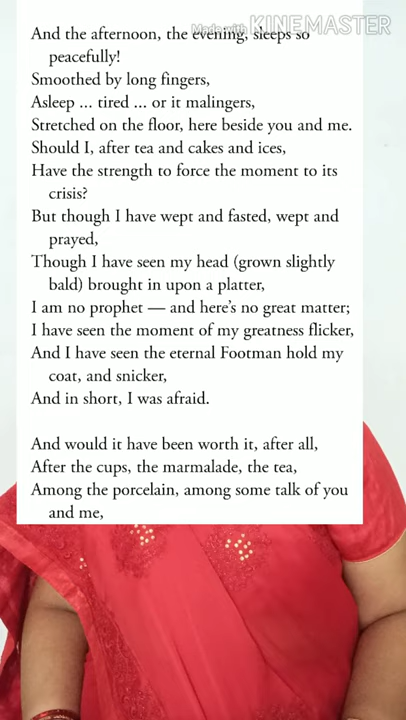 Made with KINEMASTER
And the afternoon, the evening, sleeps so
peacefully!
Smoothed by long fingers,
Asleep ... tired ... or it malingers,
Stretched on the floor, here beside you and me.
Should I, after tea and cakes and ices,
Have the strength to force the moment to its
crisis?
But though I have wept and fasted, wept and
prayed,
Though I have seen my head (grown slightly
bald) brought in upon a platter,
I am no prophet — and here’s no great matter;
I have seen the moment of my greatness flicker,
And I have seen the eternal Footman hold my
coat, and snicker,
And in short, I was afraid.

And would it have been worth it, after all,
After the cups, the marmalade, the tea,
Among the porcelain, among some talk of you
and me,